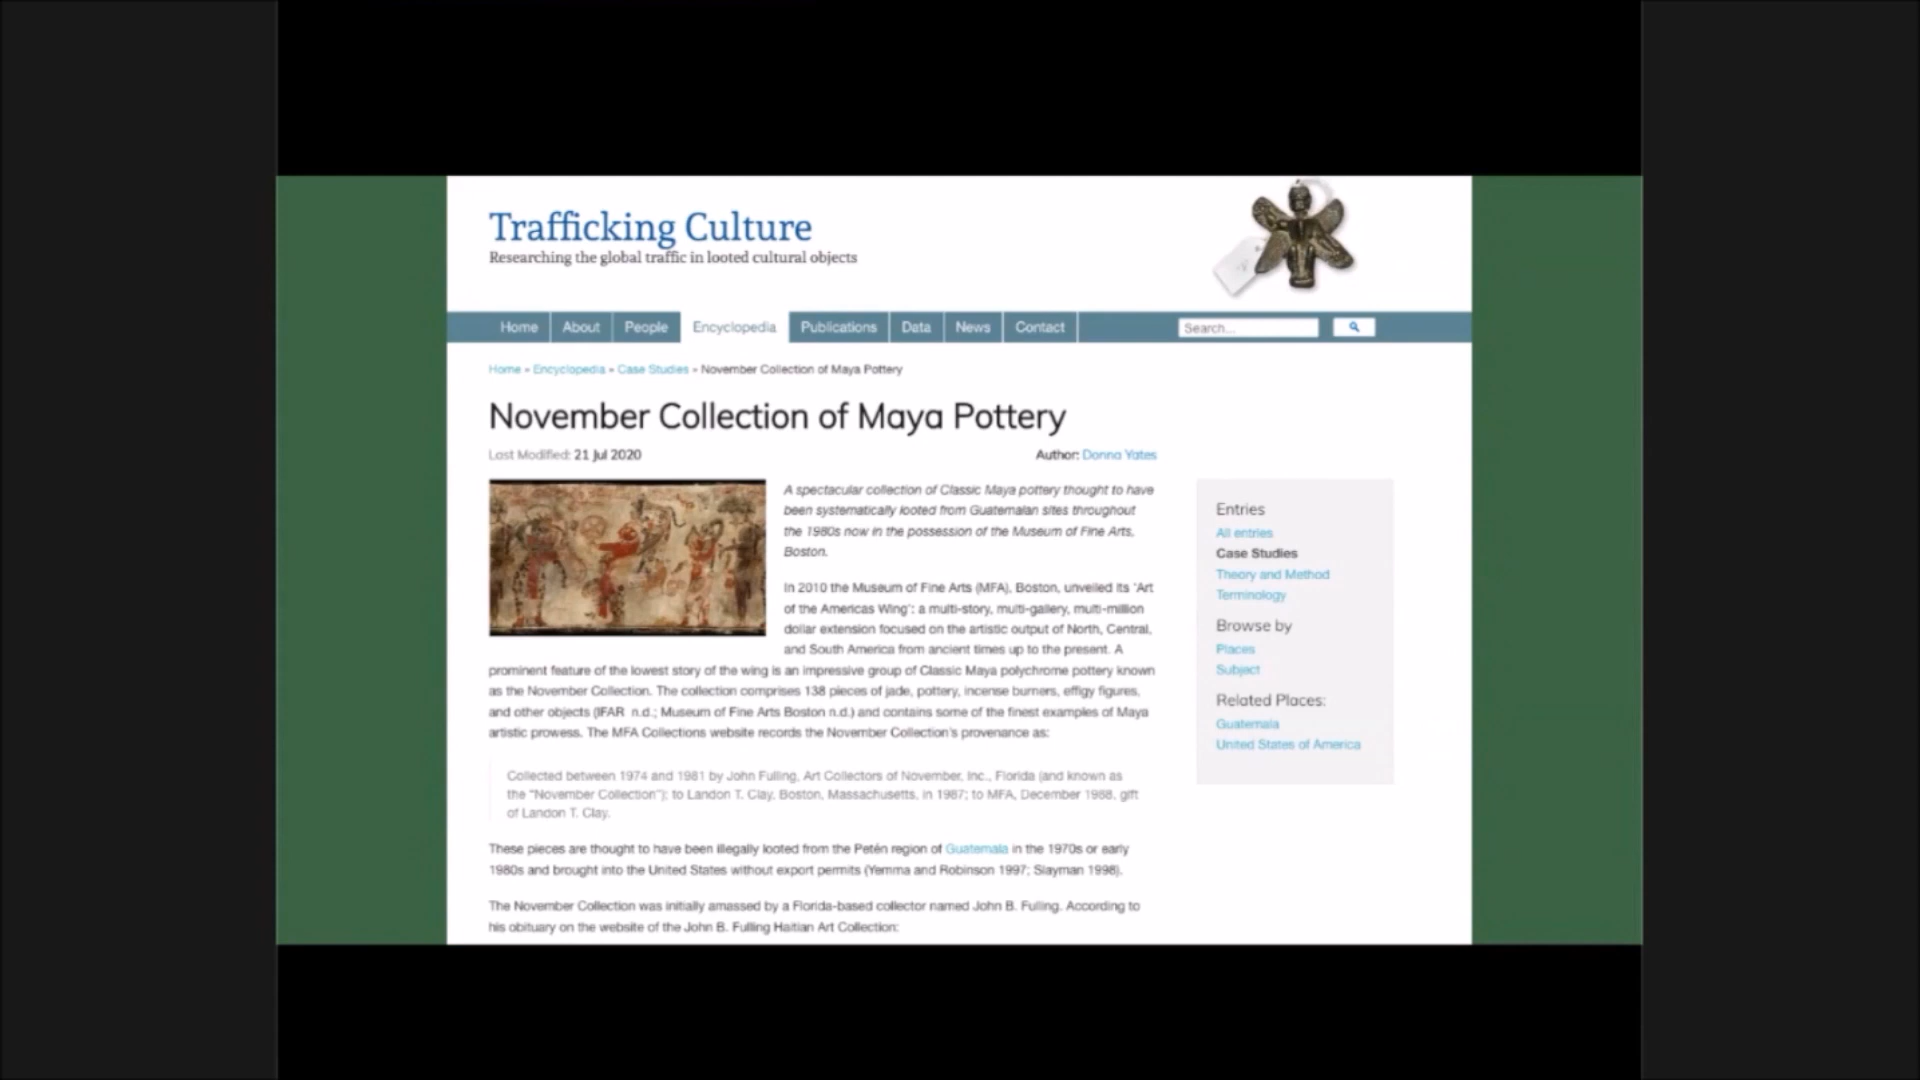 Trafficking Culture
Researching the global traffic in looted cultural objects
Home About People Encyclopedia Publications Data News Contact Search...
Home » Encyclopedia » Case Studies » November Collection of Maya Pottery
November Collection of Maya Pottery
Last Modified: 21 Jul 2020 Author: Donna Yates
A spectacular collection of Classic Maya pottery thought to have
been systematically looted from Guatemalan sites throughout
the 1980s now in the possession of the Museum of Fine Arts,
Boston.
In 2010 the Museum of Fine Arts (MFA), Boston, unveiled its 'Art
of the Americas Wing': a multi-story, multi-gallery, multi-million
dollar extension focused on the artistic output of North, Central,
and South America from ancient times up to the present. A
prominent feature of the lowest story of the wing is an impressive group of Classic Maya polychrome pottery known
as the November Collection. The collection comprises 138 pieces of jade, pottery, incense burners, effigy figures,
and other objects (IFAR n.d.; Museum of Fine Arts Boston n.d.) and contains some of the finest examples of Maya
artistic prowess. The MFA Collections website records the November Collection's provenance as:
Collected between 1974 and 1981 by John Fulling, Art Collectors of November, Inc., Florida (and known as
the "November Collection"); to Landon T. Clay, Boston, Massachusetts, in 1987; to MFA, December 1988, gift
of Landon T. Clay.
These pieces are thought to have been illegally looted from the Petén region of Guatemala in the 1970s or early
1980s and brought into the United States without export permits (Yemma and Robinson 1997; Slayman 1998).
The November Collection was initially amassed by a Florida-based collector named John B. Fulling. According to
his obituary on the website of the John B. Fulling Haitian Art Collection:
Entries
All entries
Case Studies
Theory and Method
Terminology
Browse by
Places
Subject
Related Places:
Guatemala
United States of America